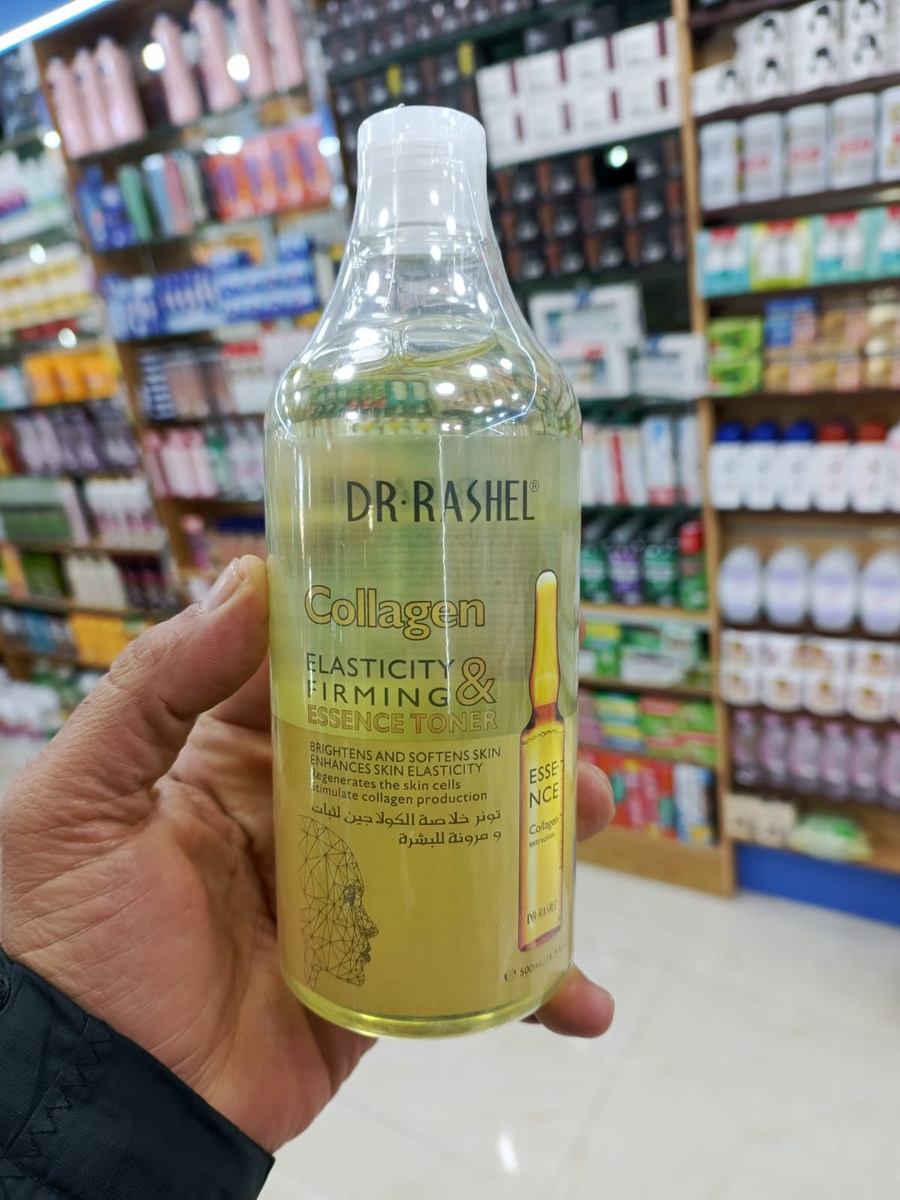 DR·RASHEL®
Collagen
ELASTICITY &
FIRMING
ESSENCE TONER
BRIGHTENS AND SOFTENS SKIN
ENHANCES SKIN ELASTICITY
Regenerates the skin cells
Stimulate collagen production
تونر خلاصة الكولاجين لثبات
و مرونة للبشرة
ESSE-
NCE
Collagen
extraction
DR·RASHEL
℮ 500ml